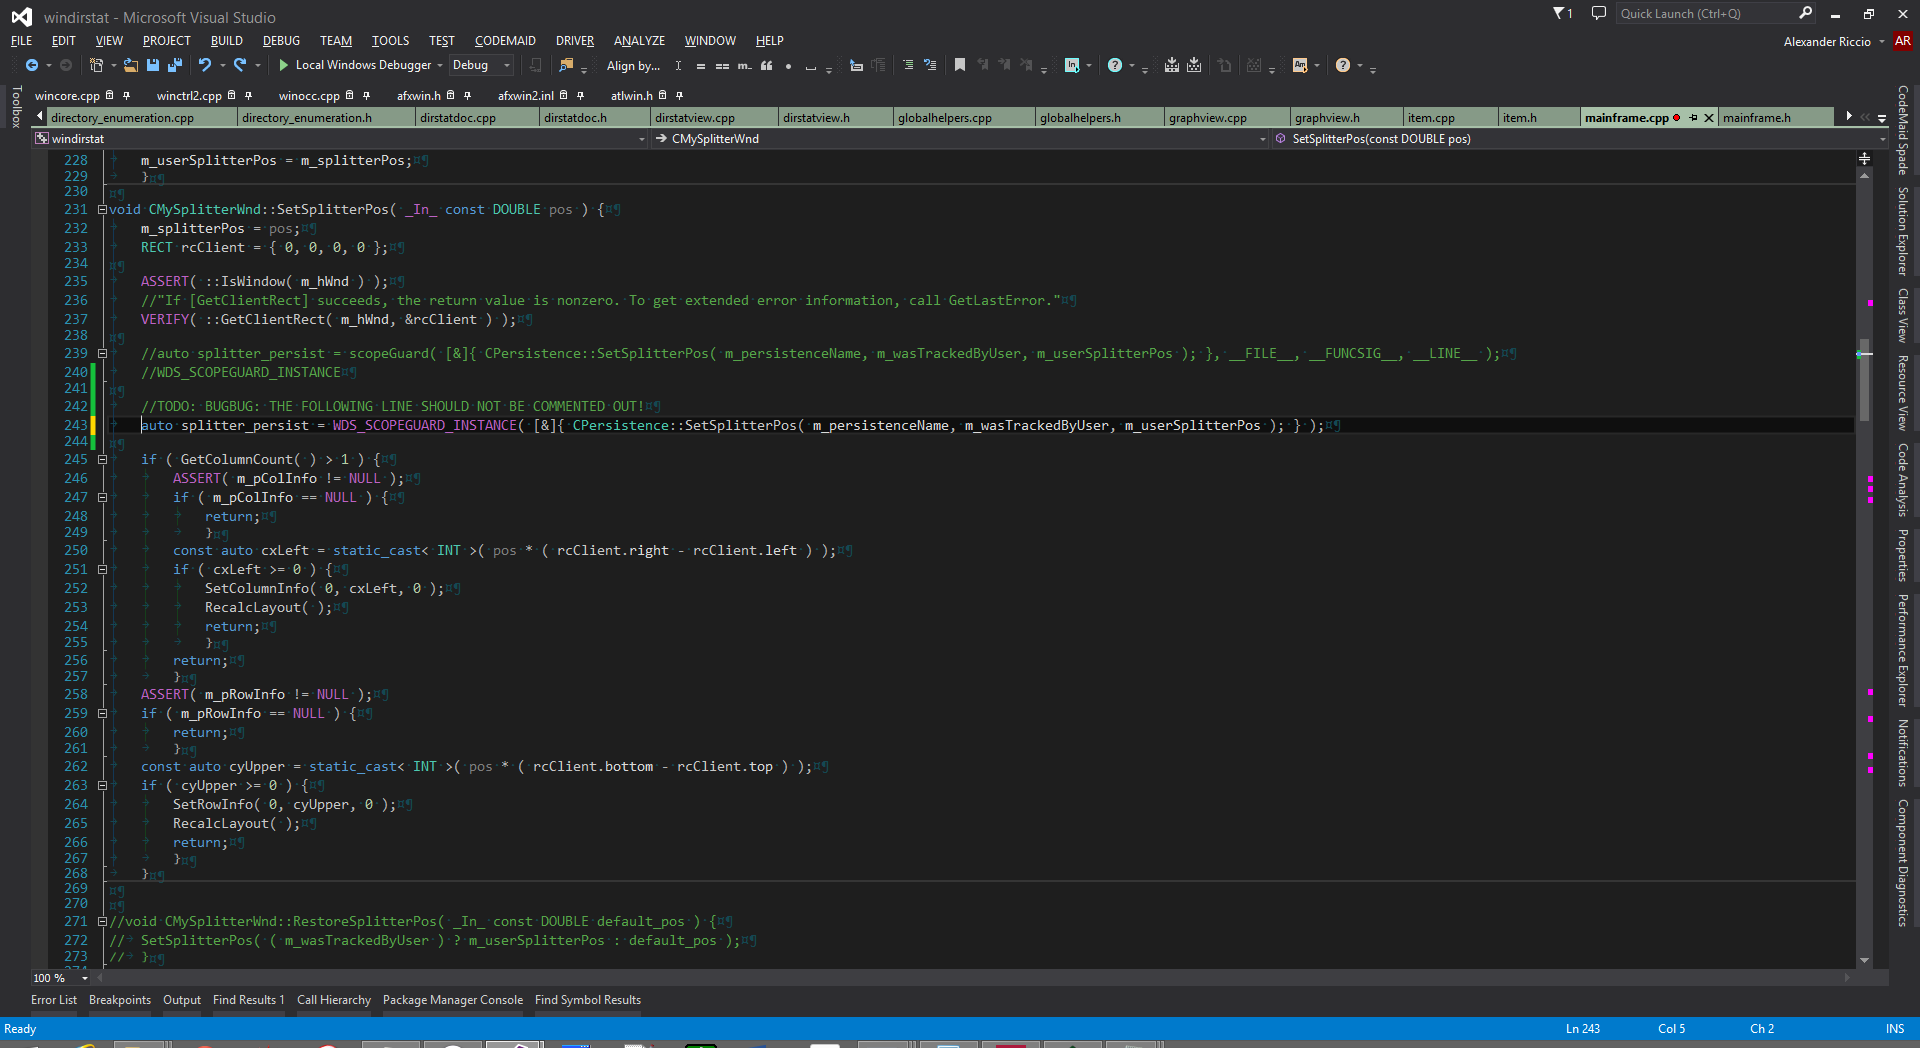 windirstat - Microsoft Visual Studio
1
Quick Launch (Ctrl+Q)
FILE EDIT VIEW PROJECT BUILD DEBUG TEAM TOOLS TEST CODEMAID DRIVER ANALYZE WINDOW HELP
Alexander Riccio AR
Local Windows Debugger Debug Align by...
wincore.cpp winctrl2.cpp winocc.cpp afxwin.h afxwin2.inl atlwin.h
directory_enumeration.cpp directory_enumeration.h dirstatdoc.cpp dirstatdoc.h dirstatview.cpp dirstatview.h globalhelpers.cpp globalhelpers.h graphview.cpp graphview.h item.cpp item.h mainframe.cpp mainframe.h
windirstat CMySplitterWnd SetSplitterPos(const DOUBLE pos)
228 m_userSplitterPos = m_splitterPos;
229 }
230
231 void CMySplitterWnd::SetSplitterPos( _In_ const DOUBLE pos ) {
232 m_splitterPos = pos;
233 RECT rcClient = { 0, 0, 0, 0 };
234
235 ASSERT( ::IsWindow( m_hWnd ) );
236 //"If [GetClientRect] succeeds, the return value is nonzero. To get extended error information, call GetLastError."
237 VERIFY( ::GetClientRect( m_hWnd, &rcClient ) );
238
239 //auto splitter_persist = scopeGuard( [&]{ CPersistence::SetSplitterPos( m_persistenceName, m_wasTrackedByUser, m_userSplitterPos ); }, __FILE__, __FUNCSIG__, __LINE__ );
240 //WDS_SCOPEGUARD_INSTANCE
241
242 //TODO: BUGBUG: THE FOLLOWING LINE SHOULD NOT BE COMMENTED OUT!
243 auto splitter_persist = WDS_SCOPEGUARD_INSTANCE( [&]{ CPersistence::SetSplitterPos( m_persistenceName, m_wasTrackedByUser, m_userSplitterPos ); } );
244
245 if ( GetColumnCount( ) > 1 ) {
246 ASSERT( m_pColInfo != NULL );
247 if ( m_pColInfo == NULL ) {
248 return;
249 }
250 const auto cxLeft = static_cast< INT >( pos * ( rcClient.right - rcClient.left ) );
251 if ( cxLeft >= 0 ) {
252 SetColumnInfo( 0, cxLeft, 0 );
253 RecalcLayout( );
254 return;
255 }
256 return;
257 }
258 ASSERT( m_pRowInfo != NULL );
259 if ( m_pRowInfo == NULL ) {
260 return;
261 }
262 const auto cyUpper = static_cast< INT >( pos * ( rcClient.bottom - rcClient.top ) );
263 if ( cyUpper >= 0 ) {
264 SetRowInfo( 0, cyUpper, 0 );
265 RecalcLayout( );
266 return;
267 }
268 }
269
270
271 //void CMySplitterWnd::RestoreSplitterPos( _In_ const DOUBLE default_pos ) {
272 // SetSplitterPos( ( m_wasTrackedByUser ) ? m_userSplitterPos : default_pos );
273 // }
100 %
Error List Breakpoints Output Find Results 1 Call Hierarchy Package Manager Console Find Symbol Results
Ready Ln 243 Col 5 Ch 2 INS
Toolbox
CodeMaid Spade
Solution Explorer
Class View
Resource View
Code Analysis
Properties
Performance Explorer
Notifications
Component Diagnostics